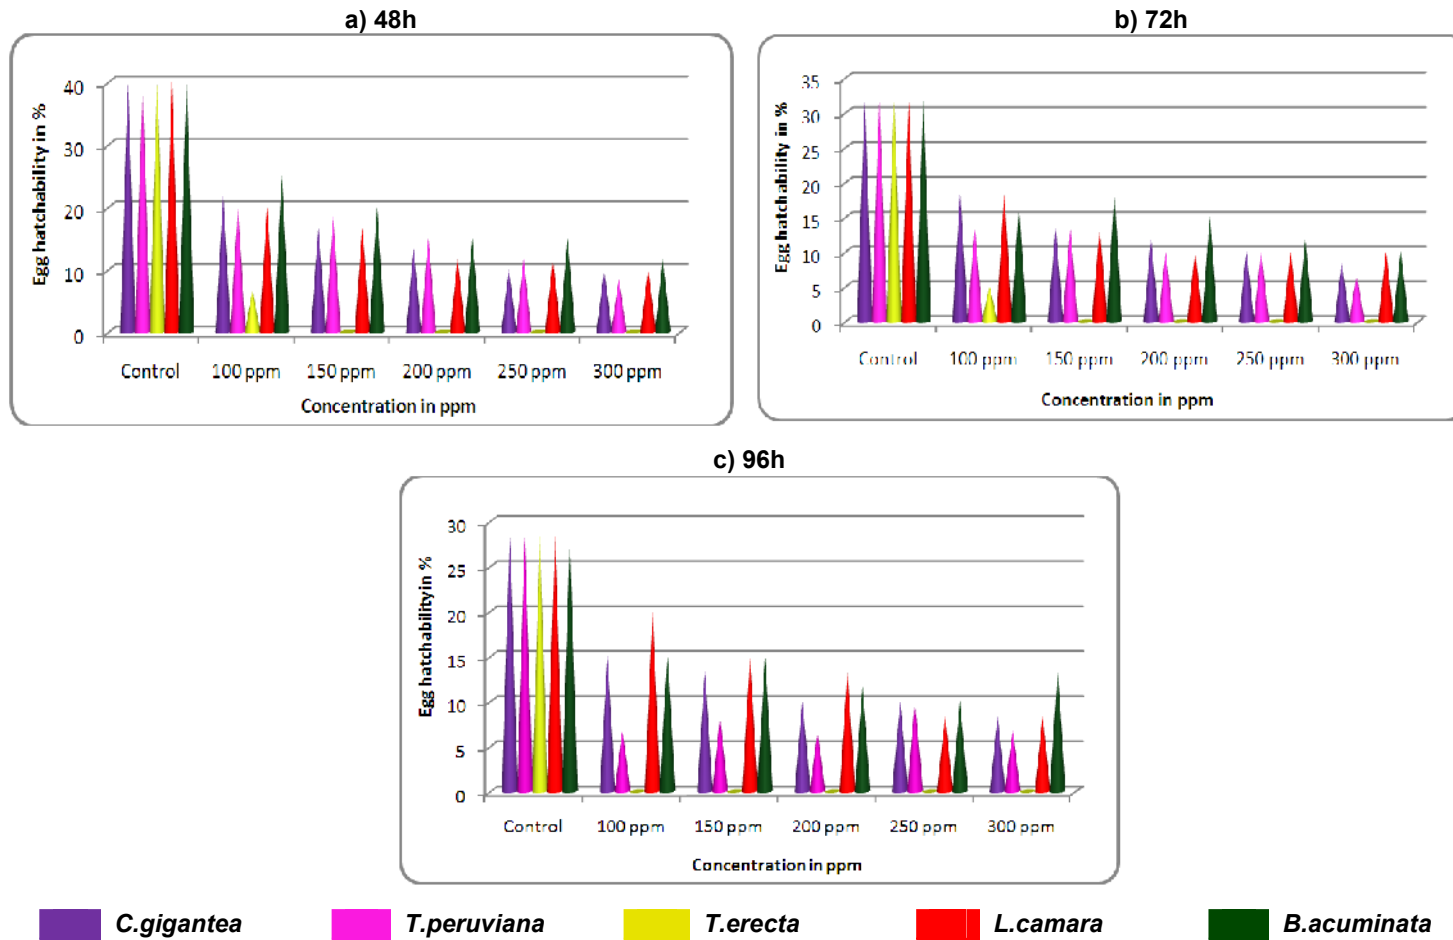 a) 48h
Egg hatchability in %
40
30
20
10
0
Control 100 ppm 150 ppm 200 ppm 250 ppm 300 ppm
Concentration in ppm
b) 72h
Egg hatchability in %
35
30
25
20
15
10
5
0
Control 100 ppm 150 ppm 200 ppm 250 ppm 300 ppm
Concentration in ppm
c) 96h
Egg hatchability in %
30
25
20
15
10
5
0
Control 100 ppm 150 ppm 200 ppm 250 ppm 300 ppm
Concentration in ppm
C.gigantea T.peruviana T.erecta L.camara B.acuminata